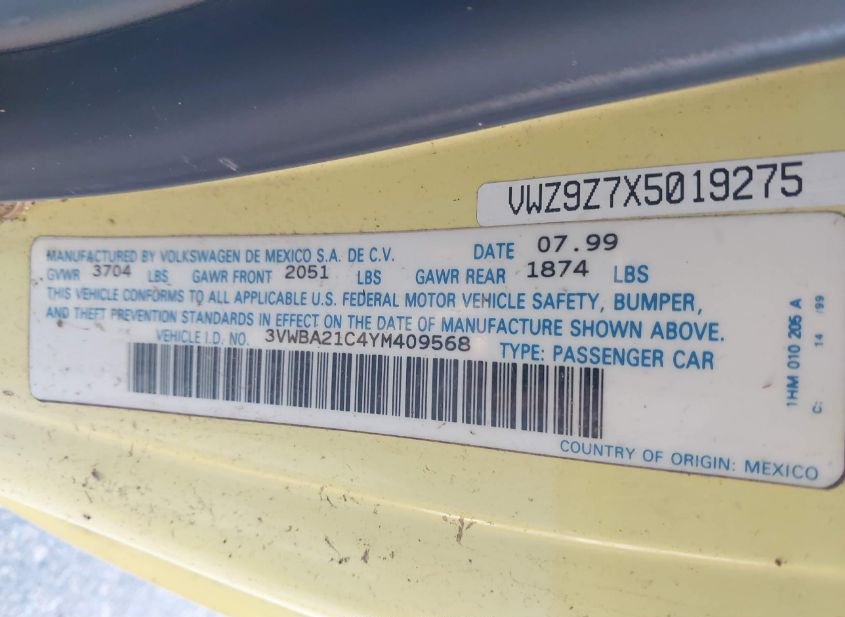 VWZ9Z7X5019275
MANUFACTURED BY VOLKSWAGEN DE MEXICO S.A. DE C.V. DATE 07.99
GVWR 3704 LBS GAWR FRONT 2051 LBS GAWR REAR 1874 LBS
THIS VEHICLE CONFORMS TO ALL APPLICABLE U.S. FEDERAL MOTOR VEHICLE SAFETY, BUMPER,
AND THEFT PREVENTION STANDARDS IN EFFECT ON THE DATE OF MANUFACTURE SHOWN ABOVE.
VEHICLE I.D. NO. 3VWBA21C4YM409568 TYPE: PASSENGER CAR
COUNTRY OF ORIGIN: MEXICO
1HM 010 205 A
C: 14 /99